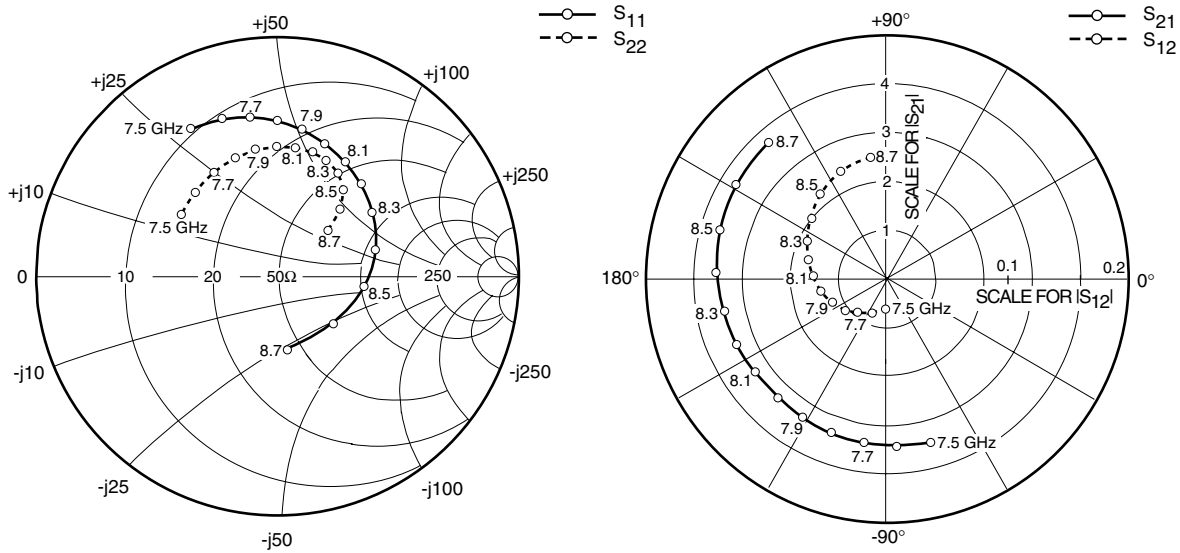 S11
S22
+j50
+j25
+j100
+j10
+j250
7.5 GHz
7.7
7.9
8.1
8.3
8.5
8.7
7.5 GHz
7.7
7.9
8.1
8.3
8.5
8.7
0
10
20
50Ω
250
-j10
-j250
-j25
-j100
-j50
S21
S12
+90°
4
3
2
1
SCALE FOR |S21|
8.7
8.5
8.3
8.1
7.9
7.7
7.5 GHz
8.7
8.5
8.3
8.1
7.9
7.7
7.5 GHz
180°
0.1
0.2
0°
SCALE FOR |S12|
-90°